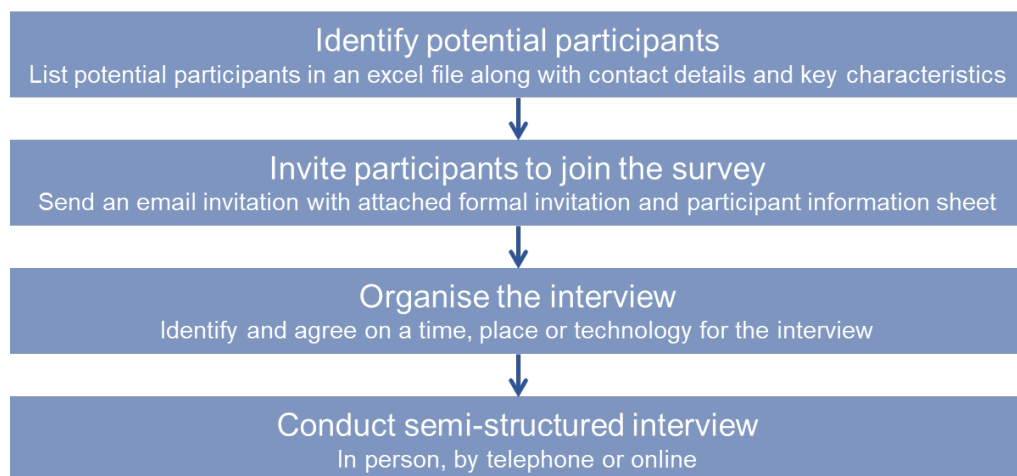 Identify potential participants
List potential participants in an excel file along with contact details and key characteristics
Invite participants to join the survey
Send an email invitation with attached formal invitation and participant information sheet
Organise the interview
Identify and agree on a time, place or technology for the interview
Conduct semi-structured interview
In person, by telephone or online